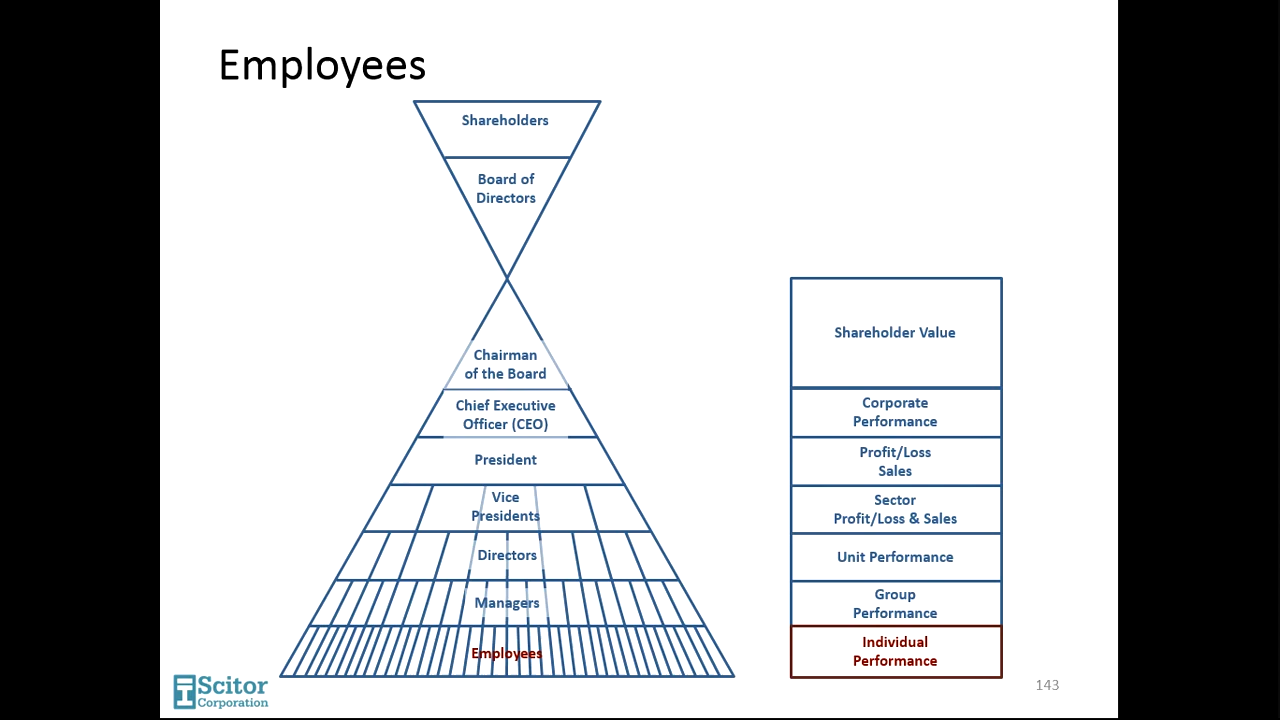 Employees
Shareholders
Board of
Directors
Chairman
of the Board
Chief Executive
Officer (CEO)
President
Vice
Presidents
Directors
Managers
Employees
Shareholder Value
Corporate
Performance
Profit/Loss
Sales
Sector
Profit/Loss & Sales
Unit Performance
Group
Performance
Individual
Performance
Scitor
Corporation
143